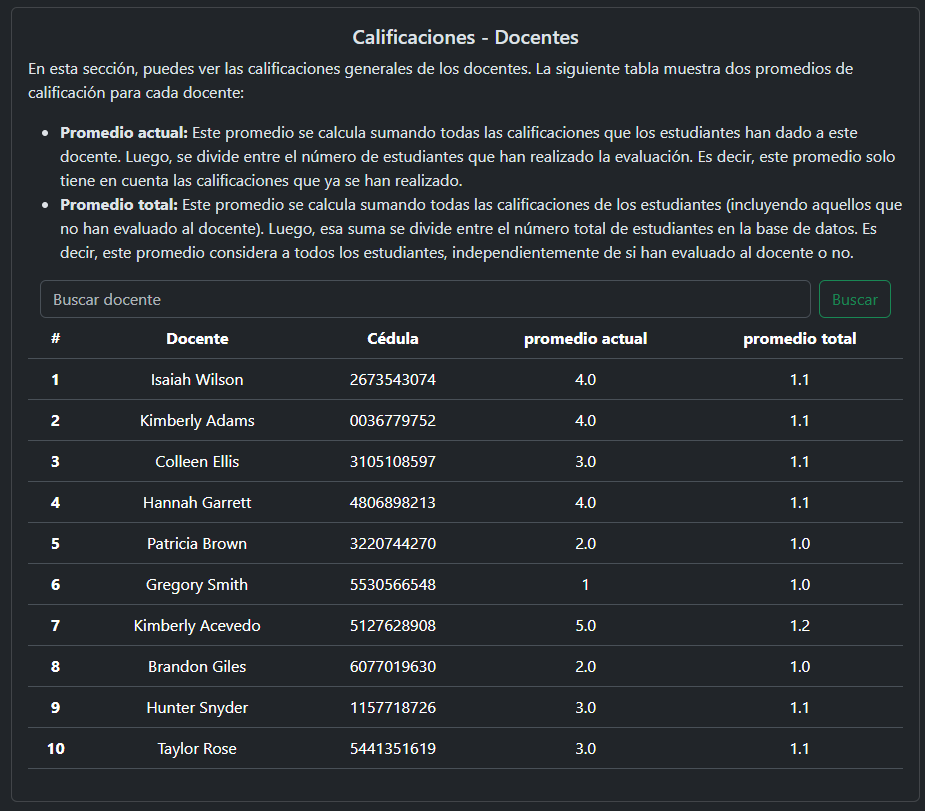 Calificaciones - Docentes
En esta sección, puedes ver las calificaciones generales de los docentes. La siguiente tabla muestra dos promedios de
calificación para cada docente:
• Promedio actual: Este promedio se calcula sumando todas las calificaciones que los estudiantes han dado a este
docente. Luego, se divide entre el número de estudiantes que han realizado la evaluación. Es decir, este promedio solo
tiene en cuenta las calificaciones que ya se han realizado.
• Promedio total: Este promedio se calcula sumando todas las calificaciones de los estudiantes (incluyendo aquellos que
no han evaluado al docente). Luego, esa suma se divide entre el número total de estudiantes en la base de datos. Es
decir, este promedio considera a todos los estudiantes, independientemente de si han evaluado al docente o no.
Buscar docente Buscar
# Docente Cédula promedio actual promedio total
1 Isaiah Wilson 2673543074 4.0 1.1
2 Kimberly Adams 0036779752 4.0 1.1
3 Colleen Ellis 3105108597 3.0 1.1
4 Hannah Garrett 4806898213 4.0 1.1
5 Patricia Brown 3220744270 2.0 1.0
6 Gregory Smith 5530566548 1 1.0
7 Kimberly Acevedo 5127628908 5.0 1.2
8 Brandon Giles 6077019630 2.0 1.0
9 Hunter Snyder 1157718726 3.0 1.1
10 Taylor Rose 5441351619 3.0 1.1